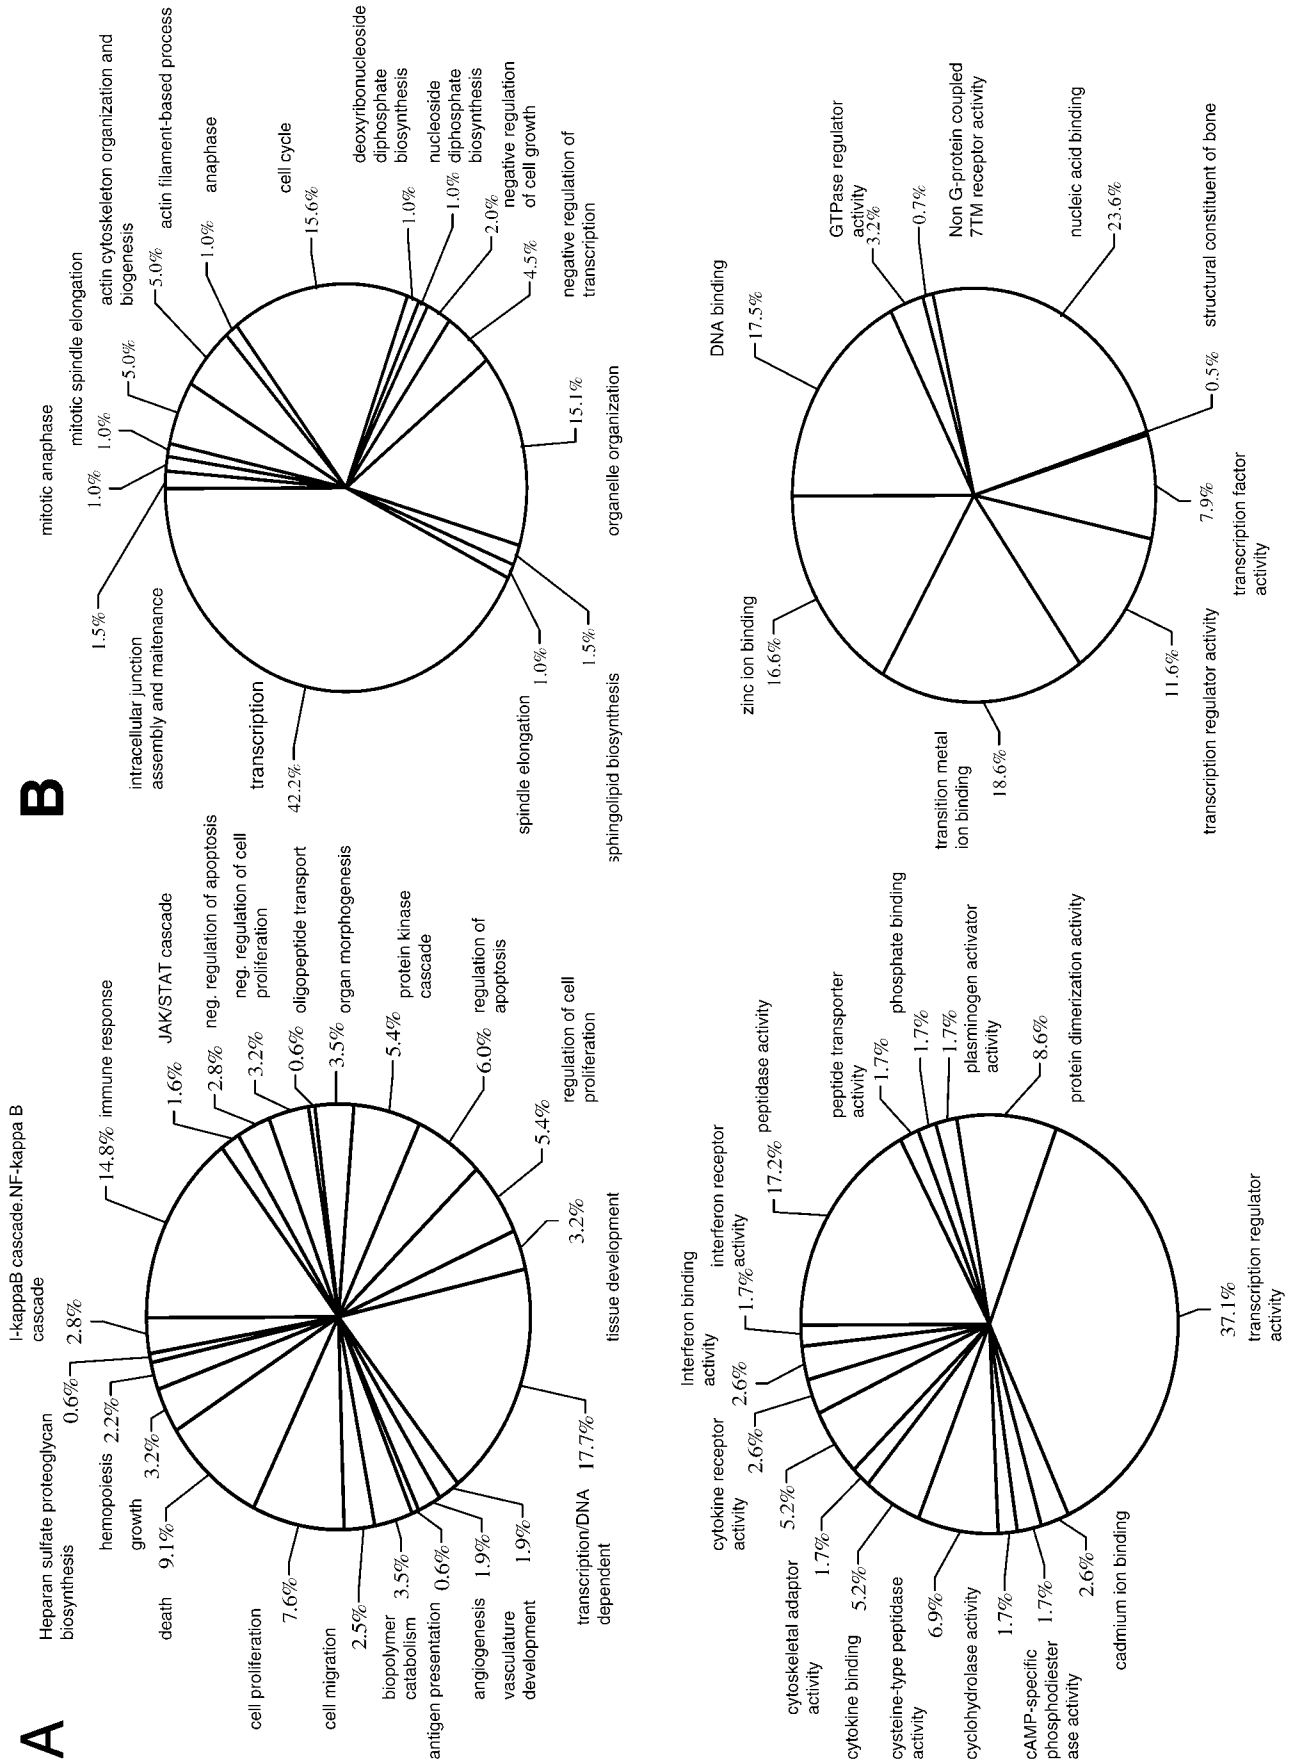 A
I-kappaB cascade.NF-kappa B
cascade
2.8%
14.8% immune response
1.6%
JAK/STAT cascade
2.8%
neg. regulation of apoptosis
3.2%
neg. regulation of cell
proliferation
0.6%
oligopeptide transport
3.5%
organ morphogenesis
5.4%
protein kinase
cascade
6.0%
regulation of
apoptosis
5.4%
regulation of cell
proliferation
3.2%
tissue development
17.7%
transcription/DNA
dependent
1.9%
vasculature
development
1.9%
angiogenesis
0.6%
antigen presentation
3.5%
biopolymer
catabolism
2.5%
cell migration
7.6%
cell proliferation
9.1%
death
3.2%
growth
2.2%
hemopoiesis
0.6%
Heparan sulfate proteoglycan
biosynthesis
Interferon binding
activity
2.6%
1.7%
interferon receptor
activity
17.2%
peptidase activity
1.7%
peptide transporter
activity
1.7%
phosphate binding
1.7%
plasminogen activator
activity
8.6%
protein dimerization activity
37.1%
transcription regulator
activity
2.6%
cadmium ion binding
1.7%
cAMP-specific
phosphodiester
ase activity
1.7%
cyclohydrolase activity
6.9%
cysteine-type peptidase
activity
5.2%
cytokine binding
1.7%
cytoskeletal adaptor
activity
5.2%
cytokine receptor
activity
2.6%
B
mitotic anaphase
1.0%
mitotic spindle elongation
1.0%
actin cytoskeleton organization and
biogenesis
5.0%
actin filament-based process
5.0%
anaphase
1.0%
cell cycle
15.6%
deoxyribonucleoside
diphosphate
biosynthesis
1.0%
nucleoside
diphosphate
biosynthesis
1.0%
negative regulation
of cell growth
2.0%
negative regulation of
transcription
4.5%
organelle organization
15.1%
sphingolipid biosynthesis
1.5%
spindle elongation
1.0%
transcription
42.2%
intracellular junction
assembly and maitenance
1.5%
DNA binding
17.5%
GTPase regulator
activity
3.2%
Non G-protein coupled
7TM receptor activity
0.7%
nucleic acid binding
23.6%
structural constituent of bone
0.5%
transcription factor
activity
7.9%
transcription regulator activity
11.6%
transition metal
ion binding
18.6%
zinc ion binding
16.6%